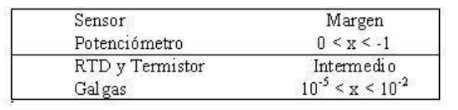 Sensor Margen
Potenciómetro 0 < x < -1
RTD y Termistor Intermedio
Galgas 10⁻⁵ < x < 10⁻²